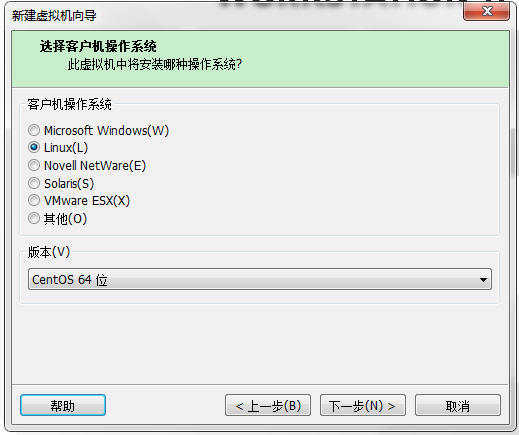 新建虚拟机向导
选择客户机操作系统
此虚拟机中将安装哪种操作系统?
客户机操作系统
Microsoft Windows(W)
Linux(L)
Novell NetWare(E)
Solaris(S)
VMware ESX(X)
其他(O)
版本(V)
CentOS 64 位
帮助
< 上一步(B)
下一步(N) >
取消